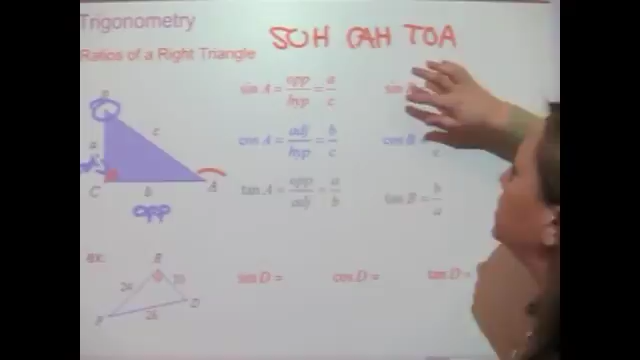 Trigonometry
SOH CAH TOA
Ratios of a Right Triangle
sin A = opp/hyp = a/c
cos A = adj/hyp = b/c
cos B =
c
tan A = opp/adj = a/b
tan B = b/a
a
c
C
b
A
opp
ex.
24
10
26
D
sin D =
cos D =
tan D =